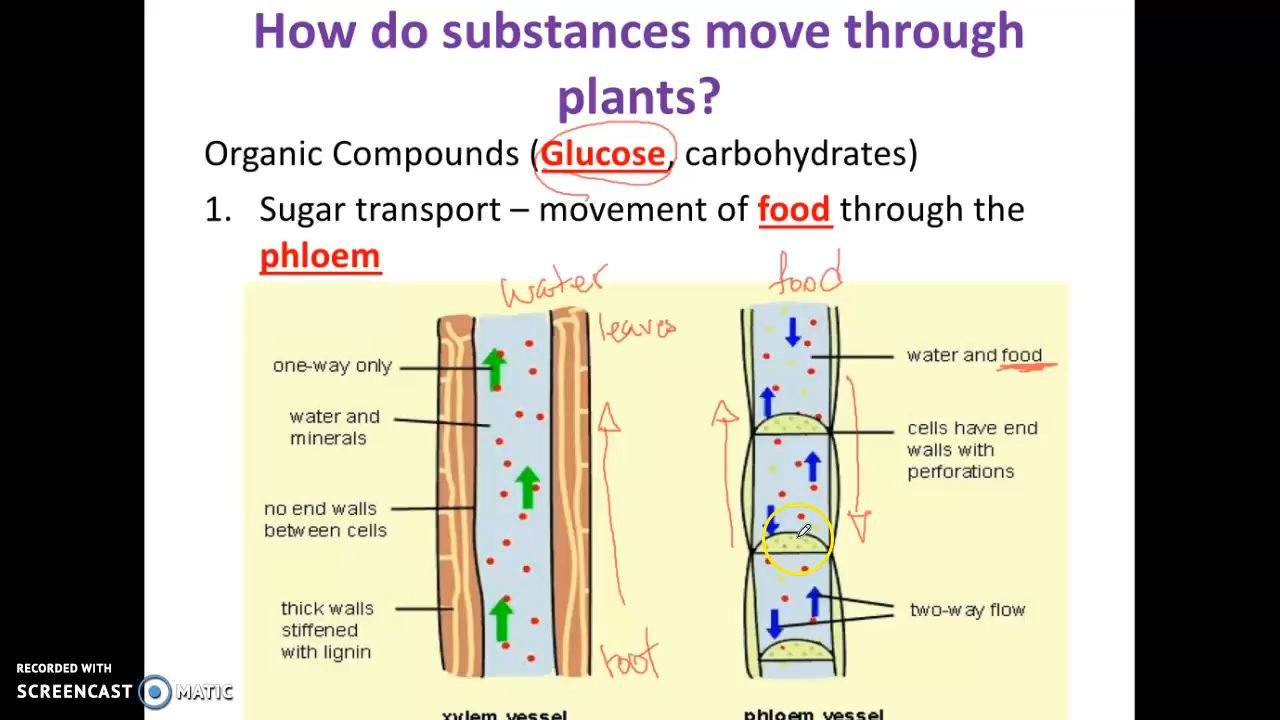 How do substances move through
plants?
Organic Compounds (Glucose, carbohydrates)
1. Sugar transport – movement of food through the
phloem
water
food
leaves
one-way only
water and food
water and
minerals
cells have end
walls with
perforations
no end walls
between cells
thick walls
stiffened
with lignin
two-way flow
root
RECORDED WITH
SCREENCAST MATIC
xylem vessel
phloem vessel